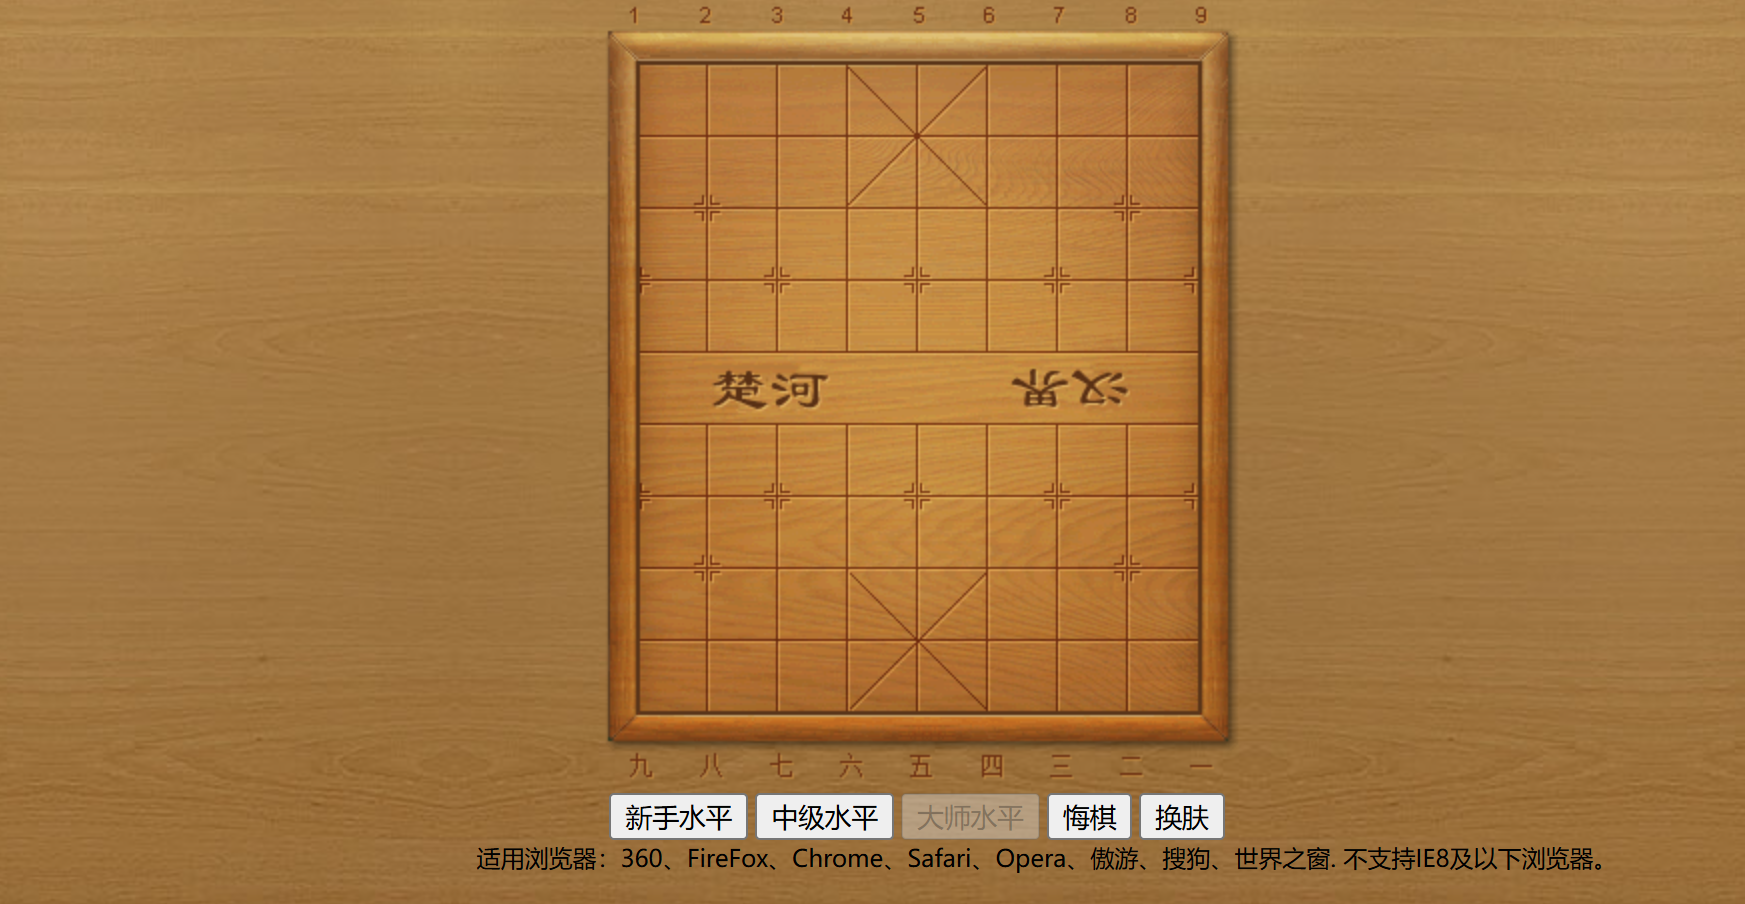 1 2 3 4 5 6 7 8 9
楚河 汉界
九 八 七 六 五 四 三 二 一
新手水平 中级水平 大师水平 悔棋 换肤
适用浏览器：360、FireFox、Chrome、Safari、Opera、傲游、搜狗、世界之窗. 不支持IE8及以下浏览器。